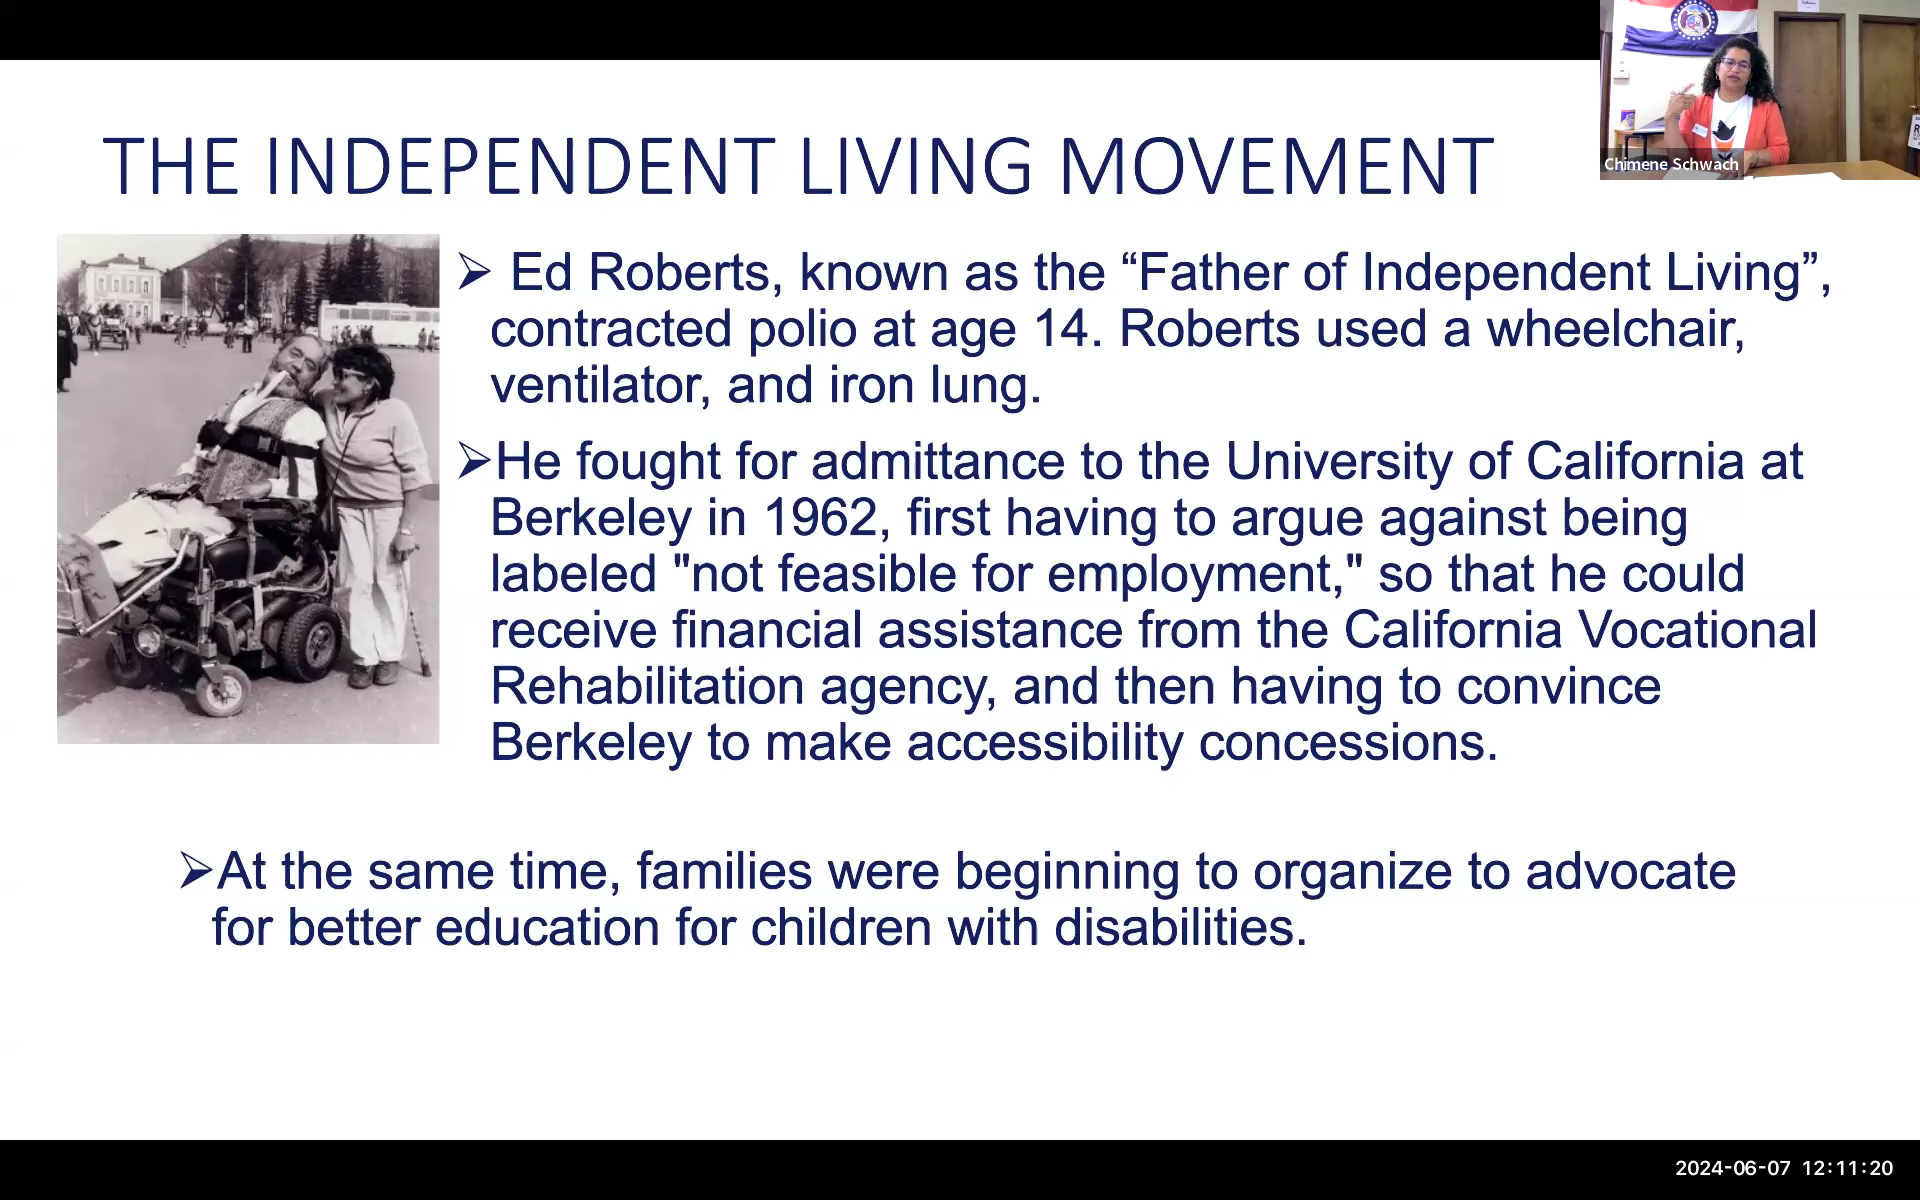 THE INDEPENDENT LIVING MOVEMENT
Chimene Schwach
➢ Ed Roberts, known as the “Father of Independent Living”,
contracted polio at age 14. Roberts used a wheelchair,
ventilator, and iron lung.
➢He fought for admittance to the University of California at
Berkeley in 1962, first having to argue against being
labeled "not feasible for employment," so that he could
receive financial assistance from the California Vocational
Rehabilitation agency, and then having to convince
Berkeley to make accessibility concessions.
➢At the same time, families were beginning to organize to advocate
for better education for children with disabilities.
2024-06-07 12:11:20